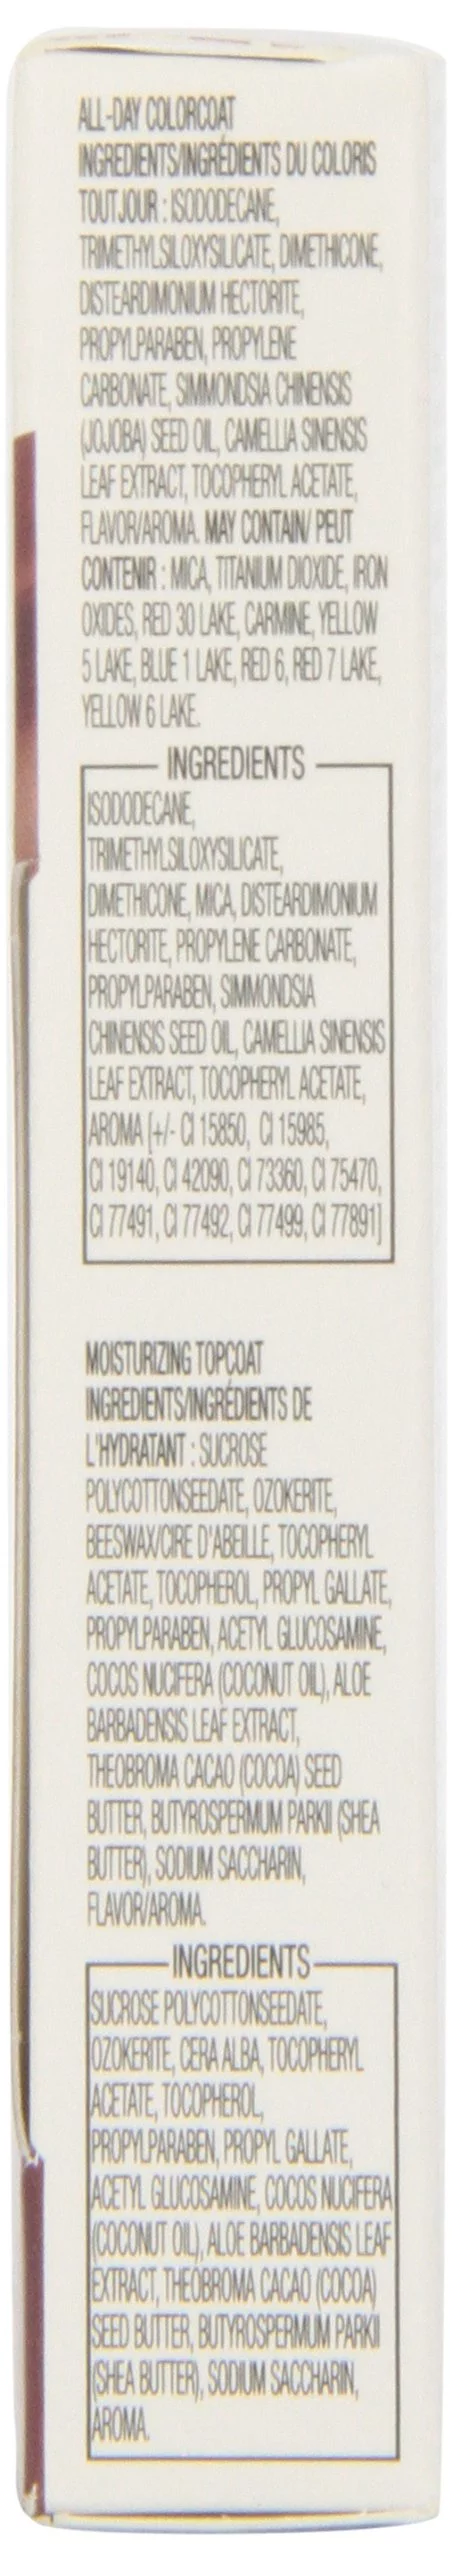 ALL-DAY COLORCOAT
INGREDIENTS/INGRÉDIENTS DU COLORIS
TOUT JOUR : ISODODECANE,
TRIMETHYLSILOXYSILICATE, DIMETHICONE,
DISTEARDIMONIUM HECTORITE,
PROPYLPARABEN, PROPYLENE
CARBONATE, SIMMONDSIA CHINENSIS
(JOJOBA) SEED OIL, CAMELLIA SINENSIS
LEAF EXTRACT, TOCOPHERYL ACETATE,
FLAVOR/AROMA. MAY CONTAIN/ PEUT
CONTENIR : MICA, TITANIUM DIOXIDE, IRON
OXIDES, RED 30 LAKE, CARMINE, YELLOW
5 LAKE, BLUE 1 LAKE, RED 6, RED 7 LAKE,
YELLOW 6 LAKE.
INGREDIENTS
ISODODECANE,
TRIMETHYLSILOXYSILICATE,
DIMETHICONE, MICA, DISTEARDIMONIUM
HECTORITE, PROPYLENE CARBONATE,
PROPYLPARABEN, SIMMONDSIA
CHINENSIS SEED OIL, CAMELLIA SINENSIS
LEAF EXTRACT, TOCOPHERYL ACETATE,
AROMA [+/- CI 15850, CI 15985,
CI 19140, CI 42090, CI 73360, CI 75470,
CI 77491, CI 77492, CI 77499, CI 77891]
MOISTURIZING TOPCOAT
INGREDIENTS/INGRÉDIENTS DE
L'HYDRATANT : SUCROSE
POLYCOTTONSEEDATE, OZOKERITE,
BEESWAX/CIRE D'ABEILLE, TOCOPHERYL
ACETATE, TOCOPHEROL, PROPYL GALLATE,
PROPYLPARABEN, ACETYL GLUCOSAMINE,
COCOS NUCIFERA (COCONUT OIL), ALOE
BARBADENSIS LEAF EXTRACT,
THEOBROMA CACAO (COCOA) SEED
BUTTER, BUTYROSPERMUM PARKII (SHEA
BUTTER), SODIUM SACCHARIN,
FLAVOR/AROMA.
INGREDIENTS
SUCROSE POLYCOTTONSEEDATE,
OZOKERITE, CERA ALBA, TOCOPHERYL
ACETATE, TOCOPHEROL,
PROPYLPARABEN, PROPYL GALLATE,
ACETYL GLUCOSAMINE, COCOS NUCIFERA
(COCONUT OIL), ALOE BARBADENSIS LEAF
EXTRACT, THEOBROMA CACAO (COCOA)
SEED BUTTER, BUTYROSPERMUM PARKII
(SHEA BUTTER), SODIUM SACCHARIN,
AROMA.